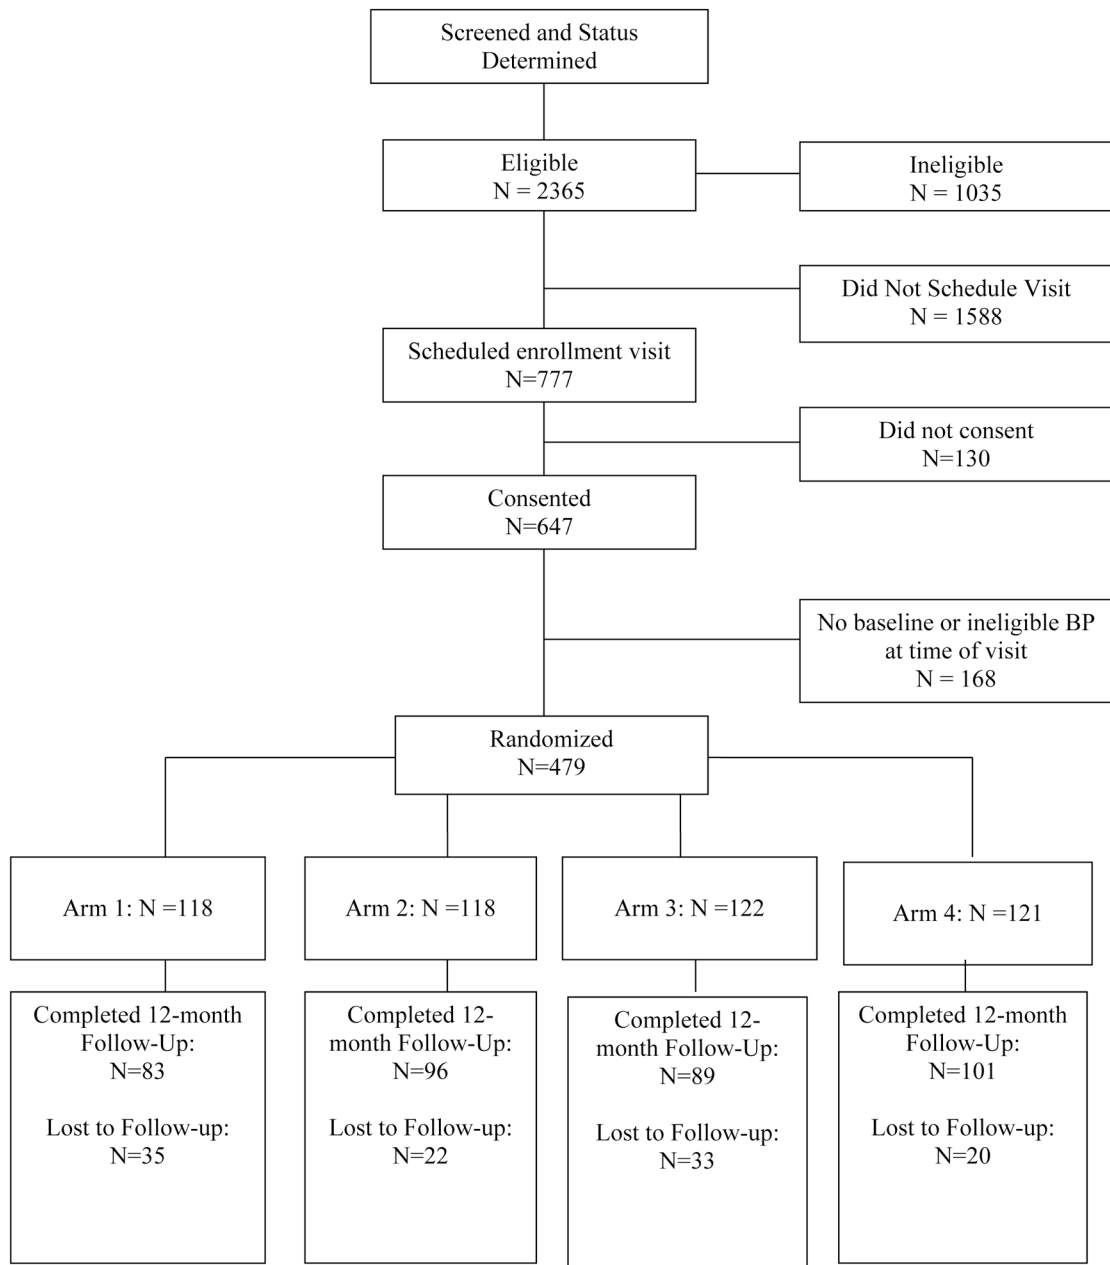 Screened and Status
Determined
Eligible
N = 2365
Ineligible
N = 1035
Did Not Schedule Visit
N = 1588
Scheduled enrollment visit
N=777
Did not consent
N=130
Consented
N=647
No baseline or ineligible BP
at time of visit
N = 168
Randomized
N=479
Arm 1: N =118
Arm 2: N =118
Arm 3: N =122
Arm 4: N =121
Completed 12-month
Follow-Up:
N=83
Lost to Follow-up:
N=35
Completed 12-
month Follow-Up:
N=96
Lost to Follow-up:
N=22
Completed 12-
month Follow-Up:
N=89
Lost to Follow-up:
N=33
Completed 12-month
Follow-Up:
N=101
Lost to Follow-up:
N=20